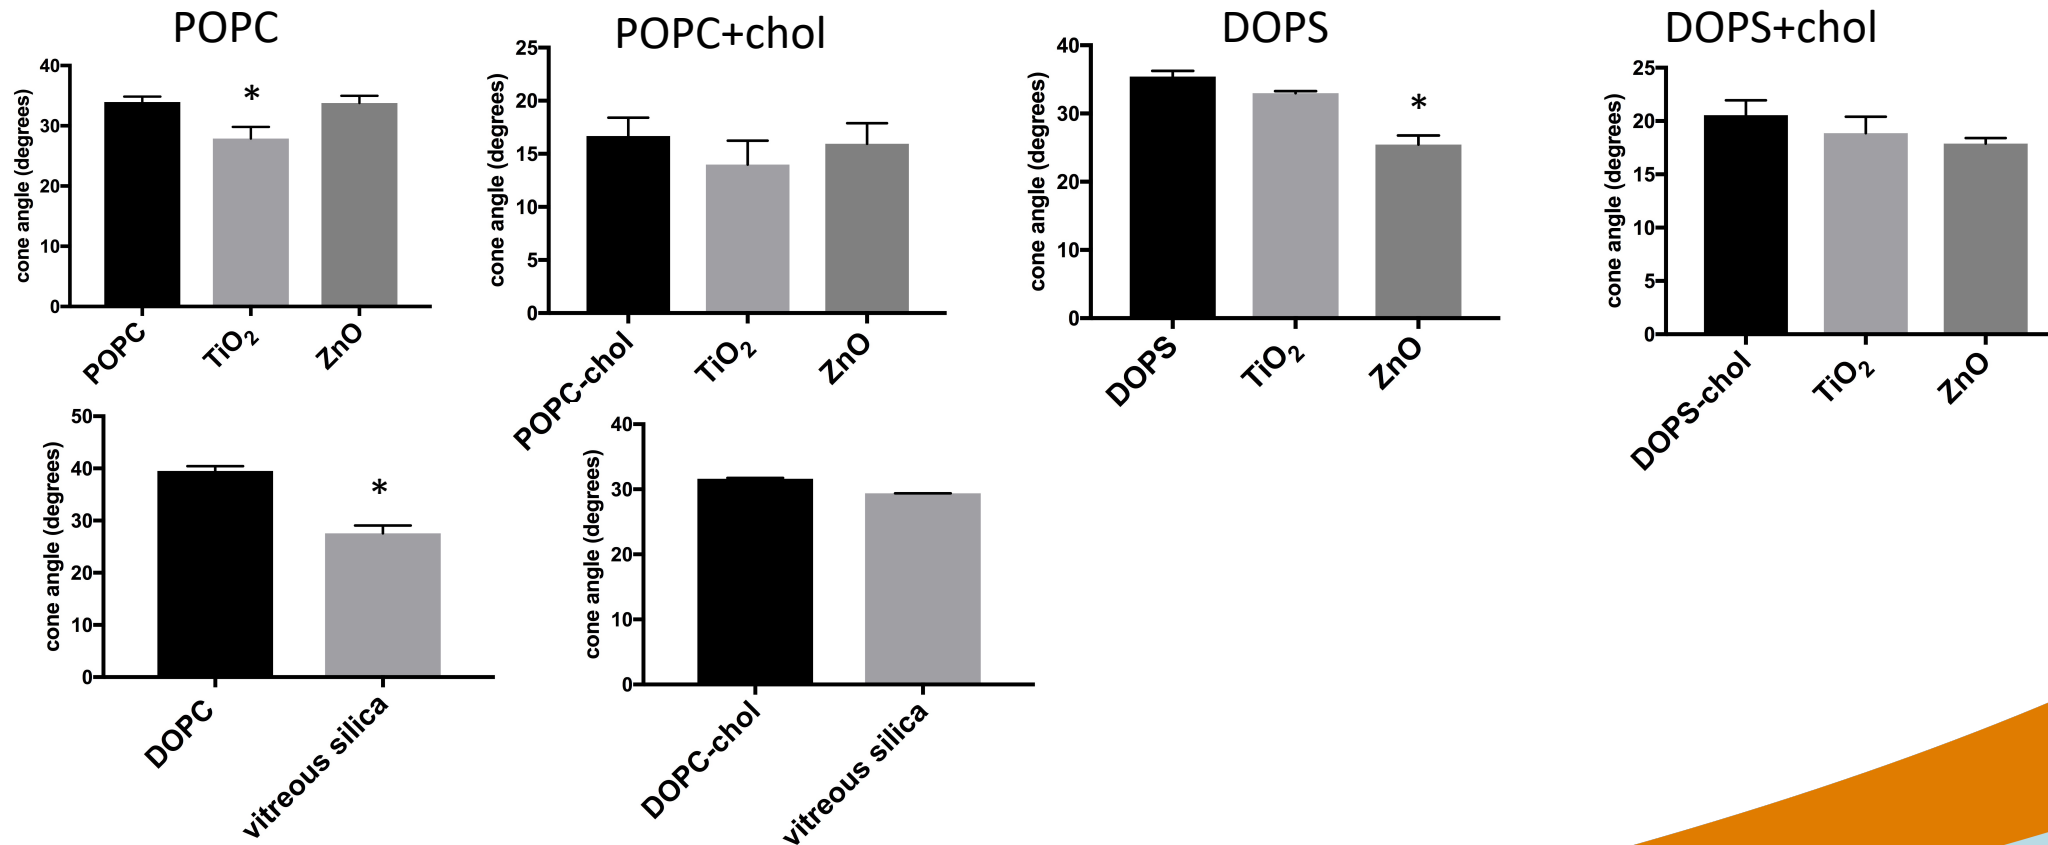 POPC
cone angle (degrees)
40
30
20
10
0
*
POPC
TiO2
ZnO
POPC+chol
cone angle (degrees)
25
20
15
10
5
0
POPC-chol
TiO2
ZnO
DOPS
cone angle (degrees)
40
30
20
10
0
*
DOPS
TiO2
ZnO
DOPS+chol
cone angle (degrees)
25
20
15
10
5
0
DOPS-chol
TiO2
ZnO
cone angle (degrees)
50
40
30
20
10
0
*
DOPC
vitreous silica
cone angle (degrees)
40
30
20
10
0
DOPC-chol
vitreous silica